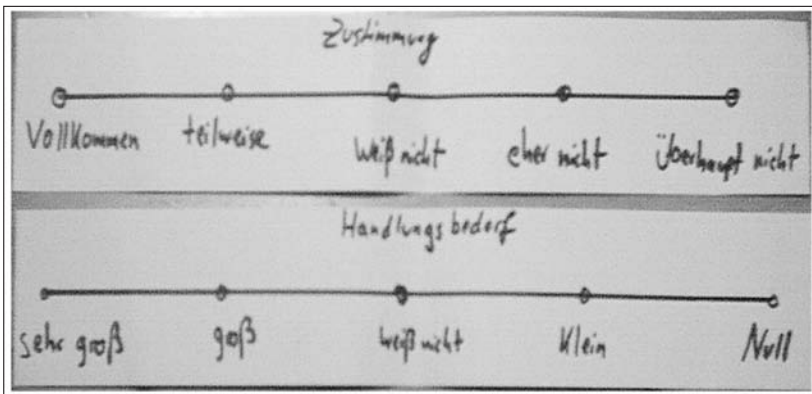 Zustimmung
Vollkommen teilweise weiß nicht eher nicht Überhaupt nicht
Handlungsbedarf
sehr groß groß weiß nicht Klein Null